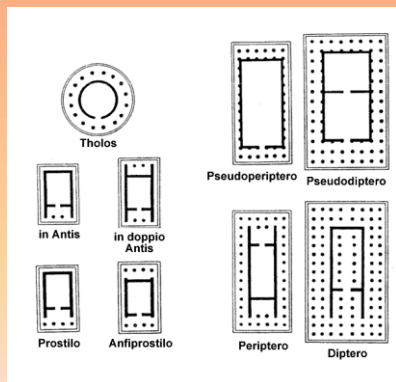 Tholos
Pseudoperiptero
Pseudodiptero
in Antis
in doppio
Antis
Prostilo
Anfiprostilo
Periptero
Diptero